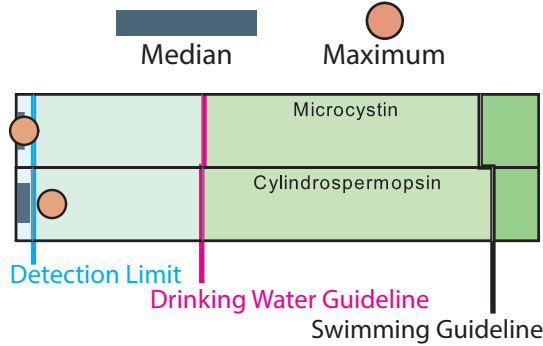 Median
Maximum
Microcystin
Cylindrospermopsin
Detection Limit
Drinking Water Guideline
Swimming Guideline